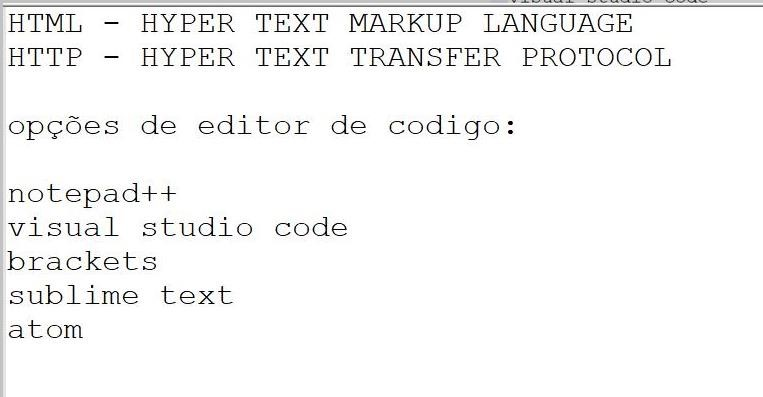 HTML - HYPER TEXT MARKUP LANGUAGE
HTTP - HYPER TEXT TRANSFER PROTOCOL
opções de editor de codigo:
notepad++
visual studio code
brackets
sublime text
atom